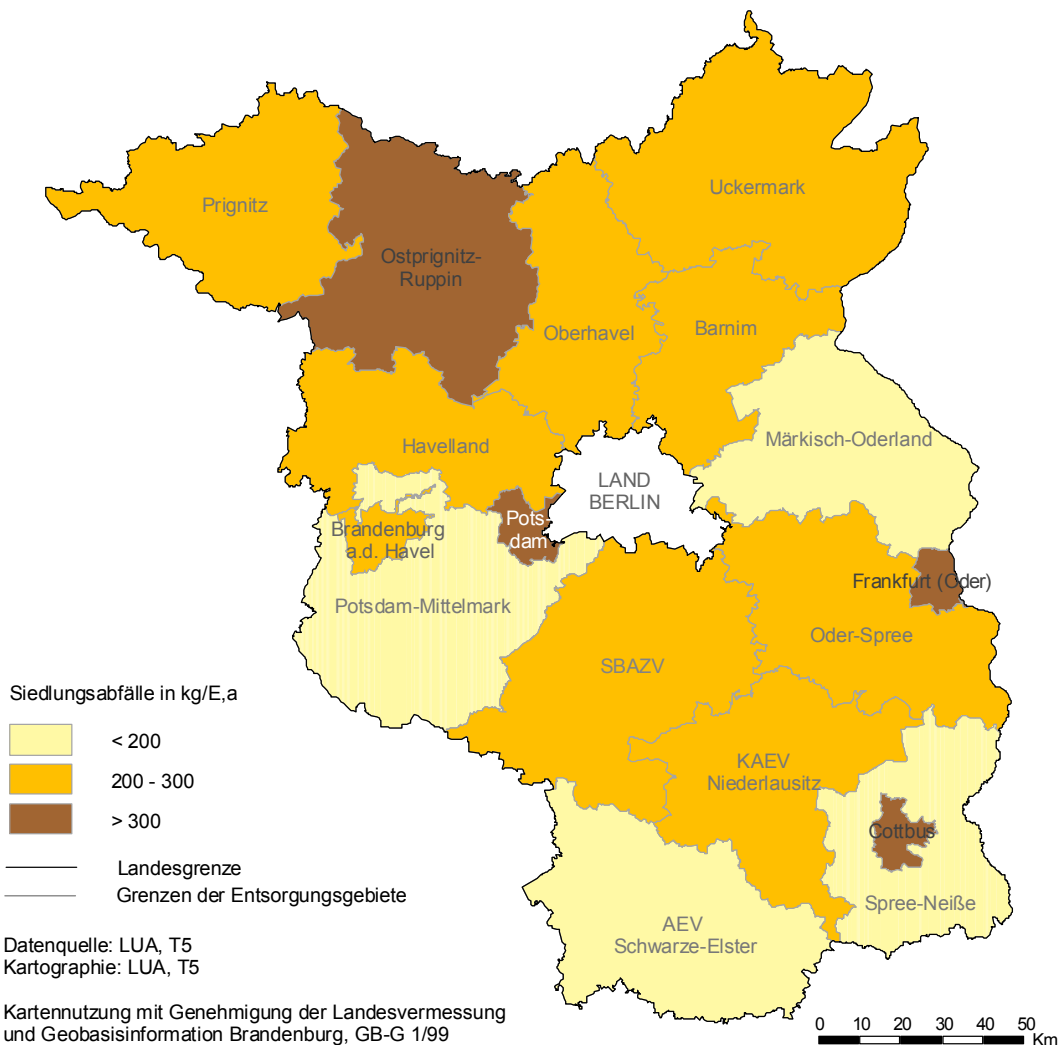 Uckermark
Prignitz
Ostprignitz-
Ruppin
Oberhavel
Barnim
Havelland
Märkisch-Oderland
LAND
BERLIN
Pots-
dam
Brandenburg
a.d. Havel
Frankfurt (Oder)
Potsdam-Mittelmark
Oder-Spree
SBAZV
KAEV
Niederlausitz
Cottbus
Spree-Neiße
AEV
Schwarze-Elster
Siedlungsabfälle in kg/E,a
< 200
200 - 300
> 300
Landesgrenze
Grenzen der Entsorgungsgebiete
Datenquelle: LUA, T5
Kartographie: LUA, T5
Kartennutzung mit Genehmigung der Landesvermessung
und Geobasisinformation Brandenburg, GB-G 1/99
0 10 20 30 40 50
Km